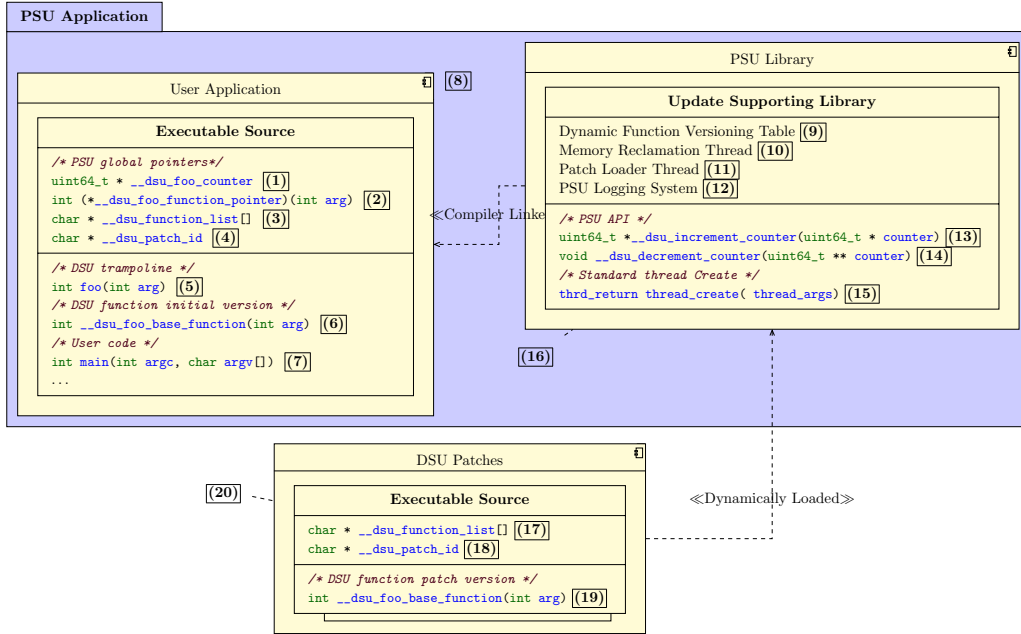 PSU Application
User Application
(8)
Executable Source
/* PSU global pointers*/
uint64_t * __dsu_foo_counter (1)
int (*__dsu_foo_function_pointer)(int arg) (2)
char * __dsu_function_list[] (3)
char * __dsu_patch_id (4)
/* DSU trampoline */
int foo(int arg) (5)
/* DSU function initial version */
int __dsu_foo_base_function(int arg) (6)
/* User code */
int main(int argc, char argv[]) (7)
...
≪Compiler Linke
PSU Library
Update Supporting Library
Dynamic Function Versioning Table (9)
Memory Reclamation Thread (10)
Patch Loader Thread (11)
PSU Logging System (12)
/* PSU API */
uint64_t *__dsu_increment_counter(uint64_t * counter) (13)
void __dsu_decrement_counter(uint64_t ** counter) (14)
/* Standard thread Create */
thrd_return thread_create( thread_args) (15)
(16)
DSU Patches
(20)
Executable Source
char * __dsu_function_list[] (17)
char * __dsu_patch_id (18)
/* DSU function patch version */
int __dsu_foo_base_function(int arg) (19)
≪Dynamically Loaded≫